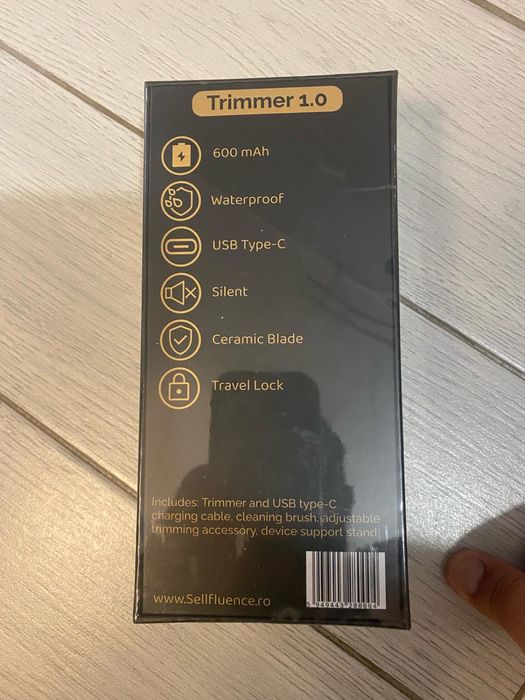 Trimmer 1.0
600 mAh
Waterproof
USB Type-C
Silent
Ceramic Blade
Travel Lock
Includes: Trimmer and USB type-C
charging cable, cleaning brush, adjustable
trimming accessory, device support stand.
www.Sellfluence.ro